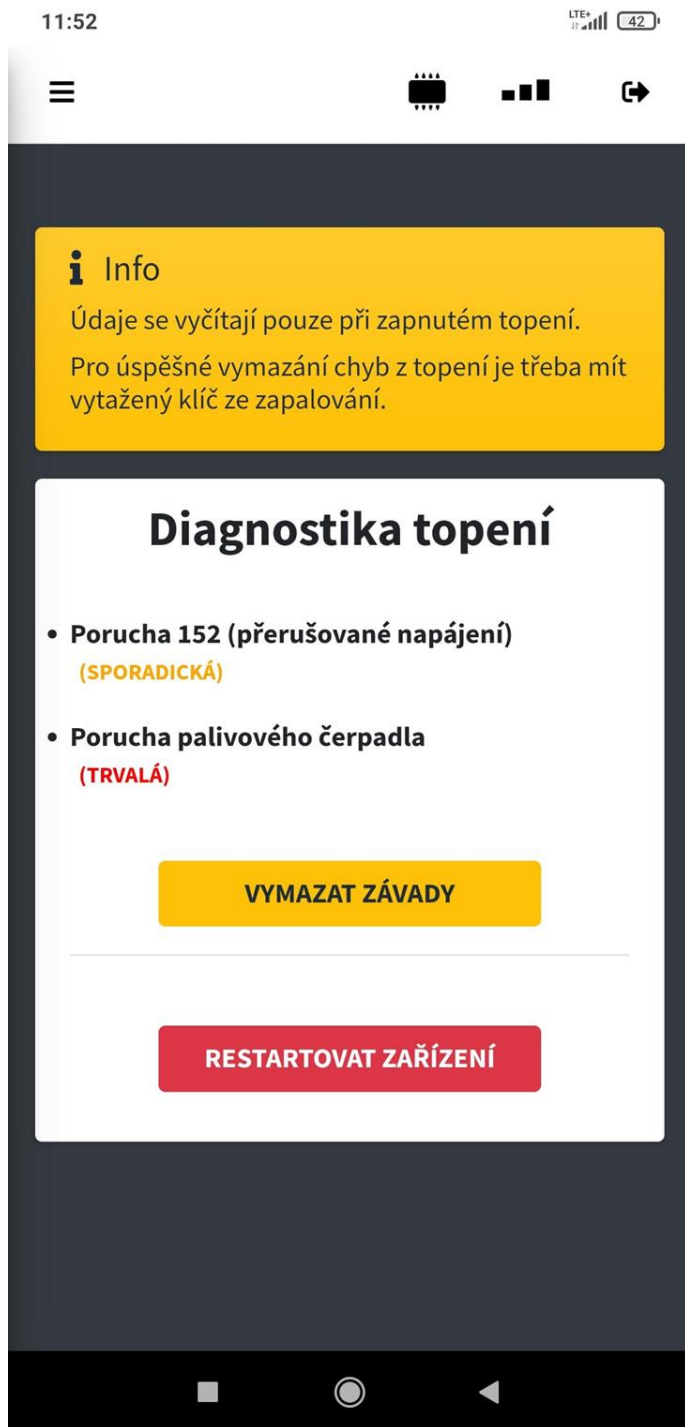 11:52
LTE+
42
Info
Údaje se vyčítají pouze při zapnutém topení.
Pro úspěšné vymazání chyb z topení je třeba mít
vytažený klíč ze zapalování.
Diagnostika topení
• Porucha 152 (přerušované napájení)
(SPORADICKÁ)
• Porucha palivového čerpadla
(TRVALÁ)
VYMAZAT ZÁVADY
RESTARTOVAT ZAŘÍZENÍ